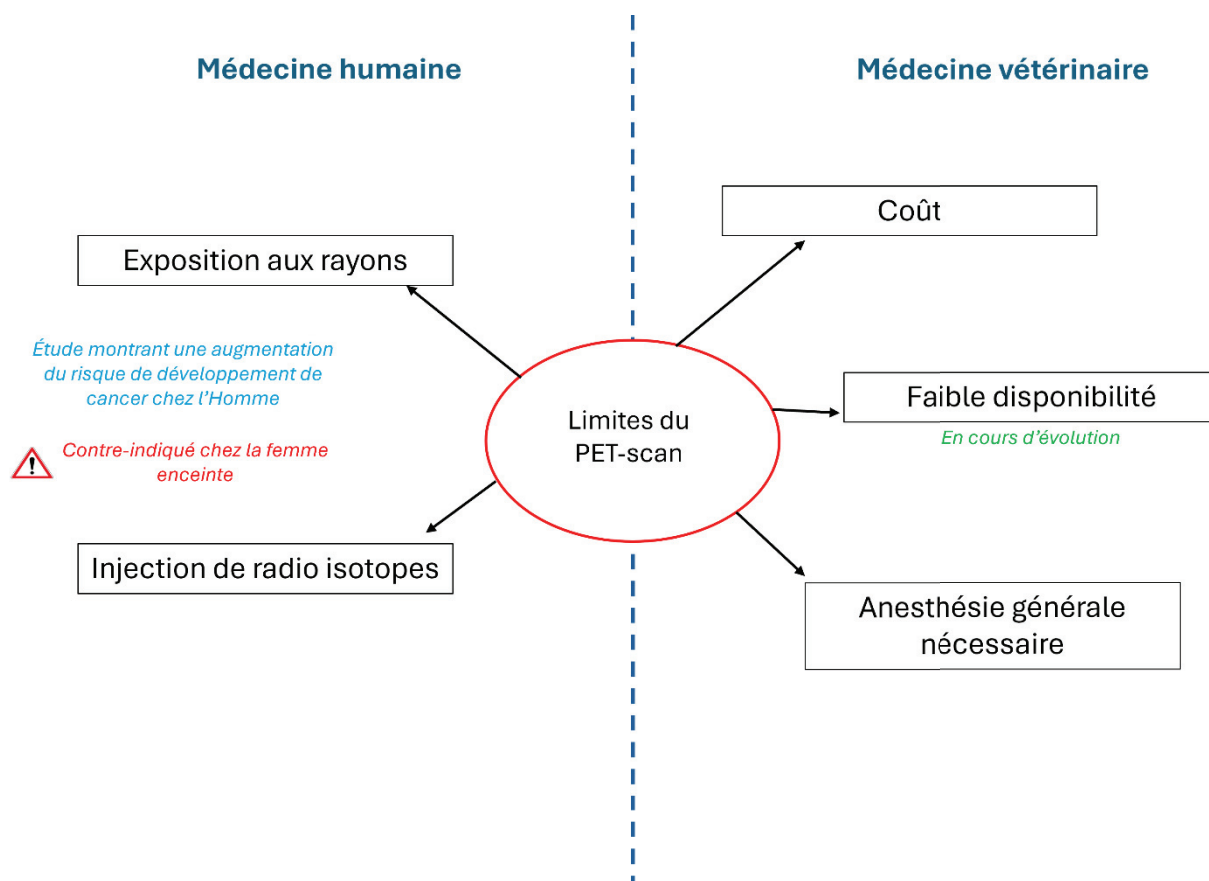 Médecine humaine
Médecine vétérinaire
Coût
Exposition aux rayons
Étude montrant une augmentation
du risque de développement de
cancer chez l’Homme
Contre-indiqué chez la femme
enceinte
Injection de radio isotopes
Limites du
PET-scan
Faible disponibilité
En cours d’évolution
Anesthésie générale
nécessaire